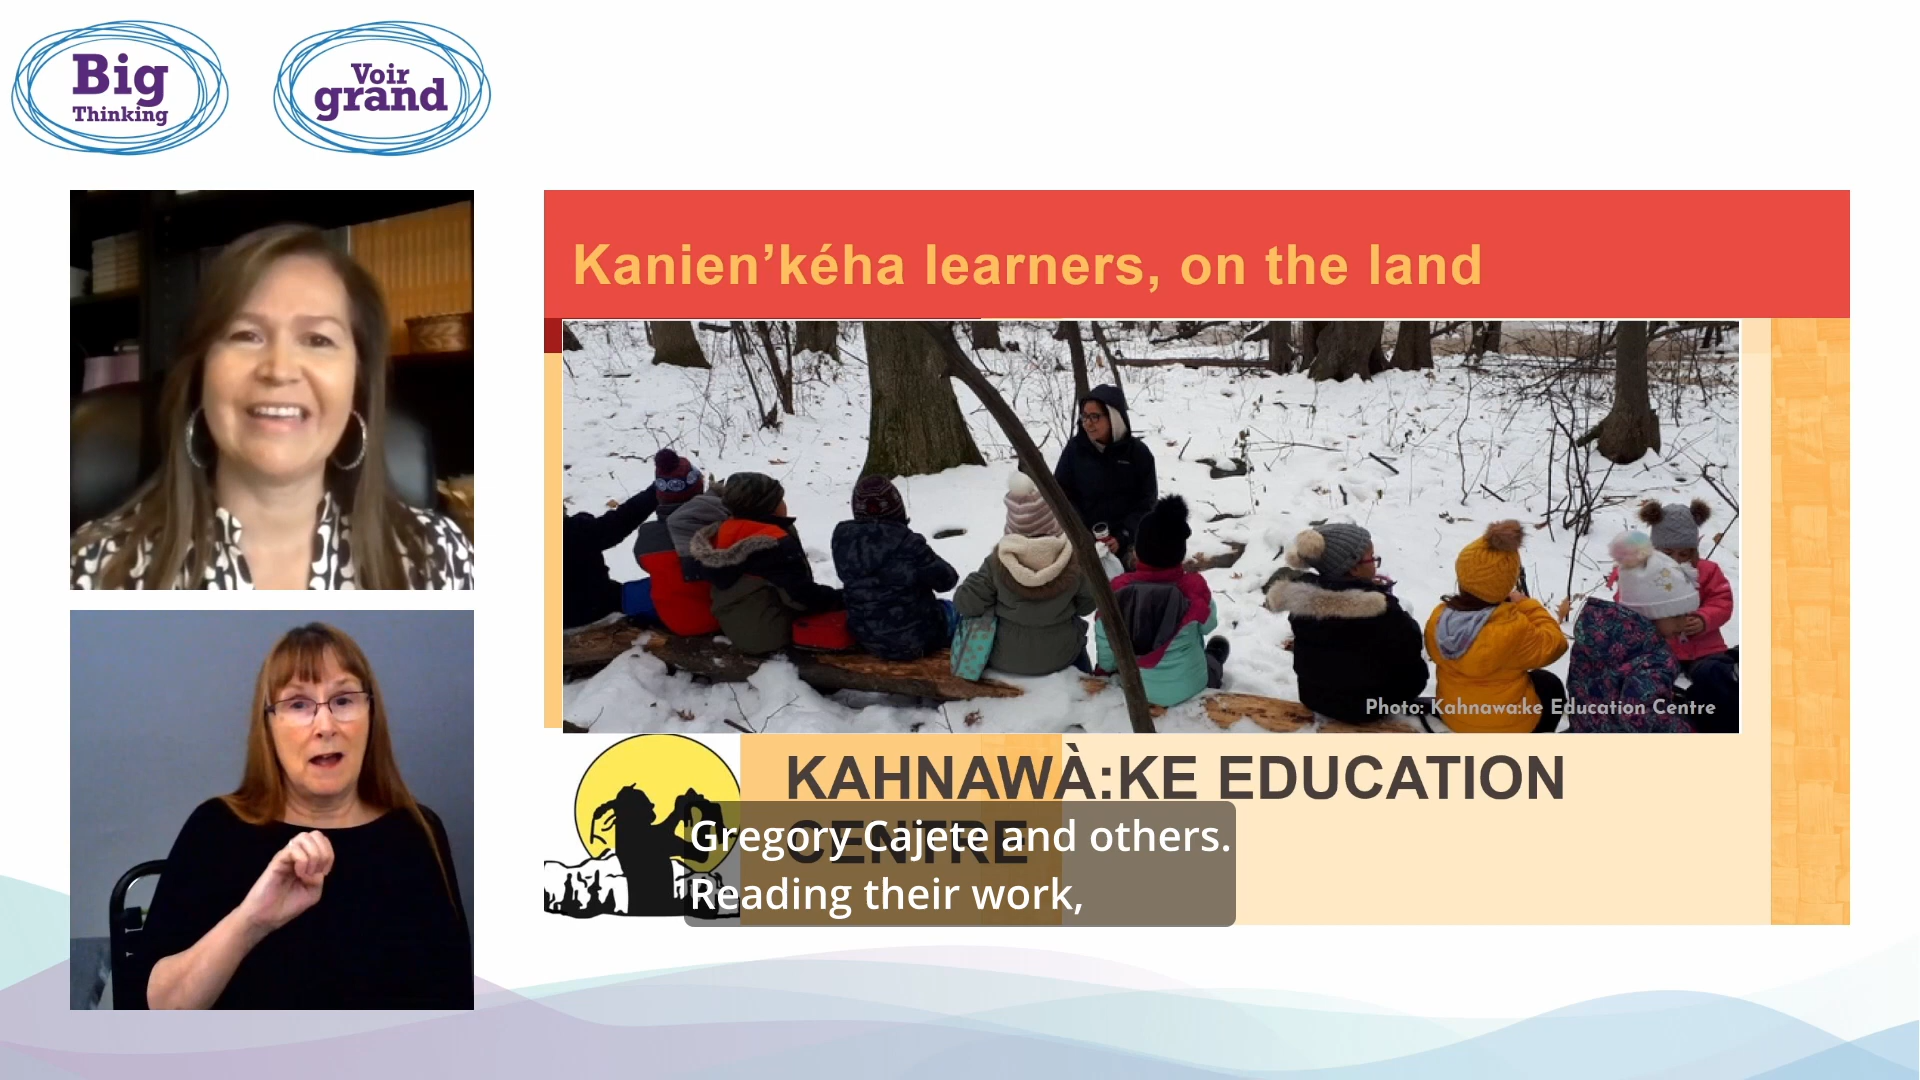 Big
Thinking
Voir
grand
Kanien’kéha learners, on the land
Photo: Kahnawa:ke Education Centre
KAHNAWÀ:KE EDUCATION
CENTRE
Gregory Cajete and others.
Reading their work,